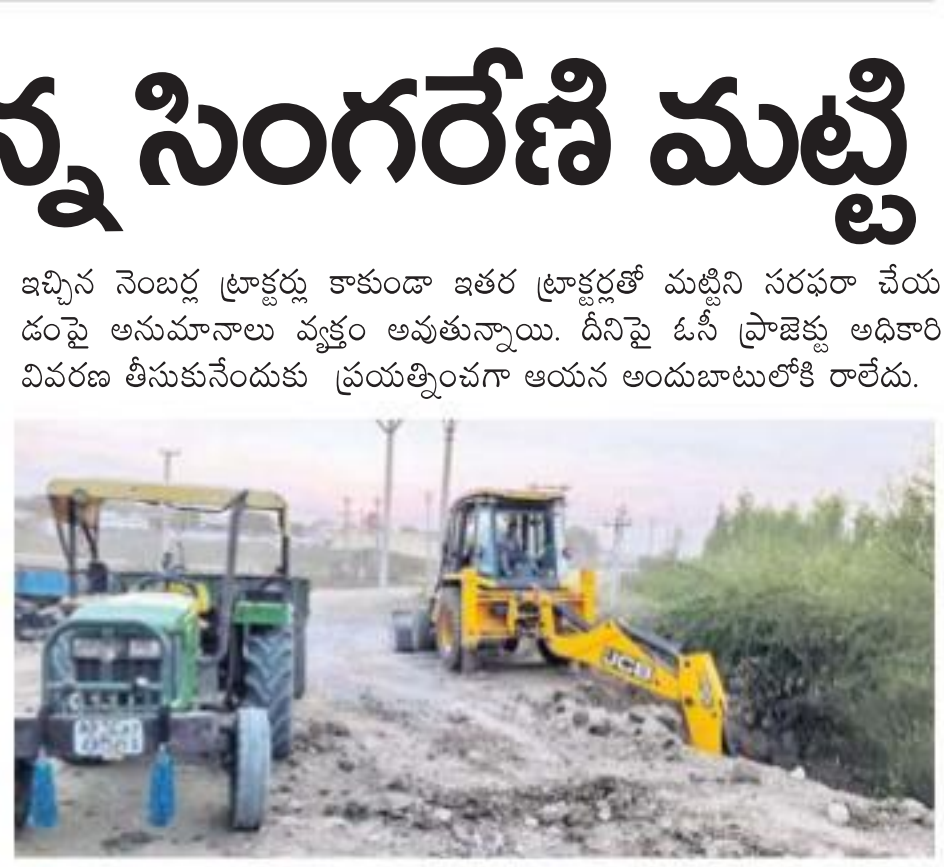 న్న సింగరేణి మట్టి
ఇచ్చిన నెంబర్ల ట్రాక్టర్లు కాకుండా ఇతర ట్రాక్టర్లతో మట్టిని సరఫరా చేయ
డంపై అనుమానాలు వ్యక్తం అవుతున్నాయి. దీనిపై ఓసీ ప్రాజెక్టు అధికారి
వివరణ తీసుకునేందుకు ప్రయత్నించగా ఆయన అందుబాటులోకి రాలేదు.
JCB